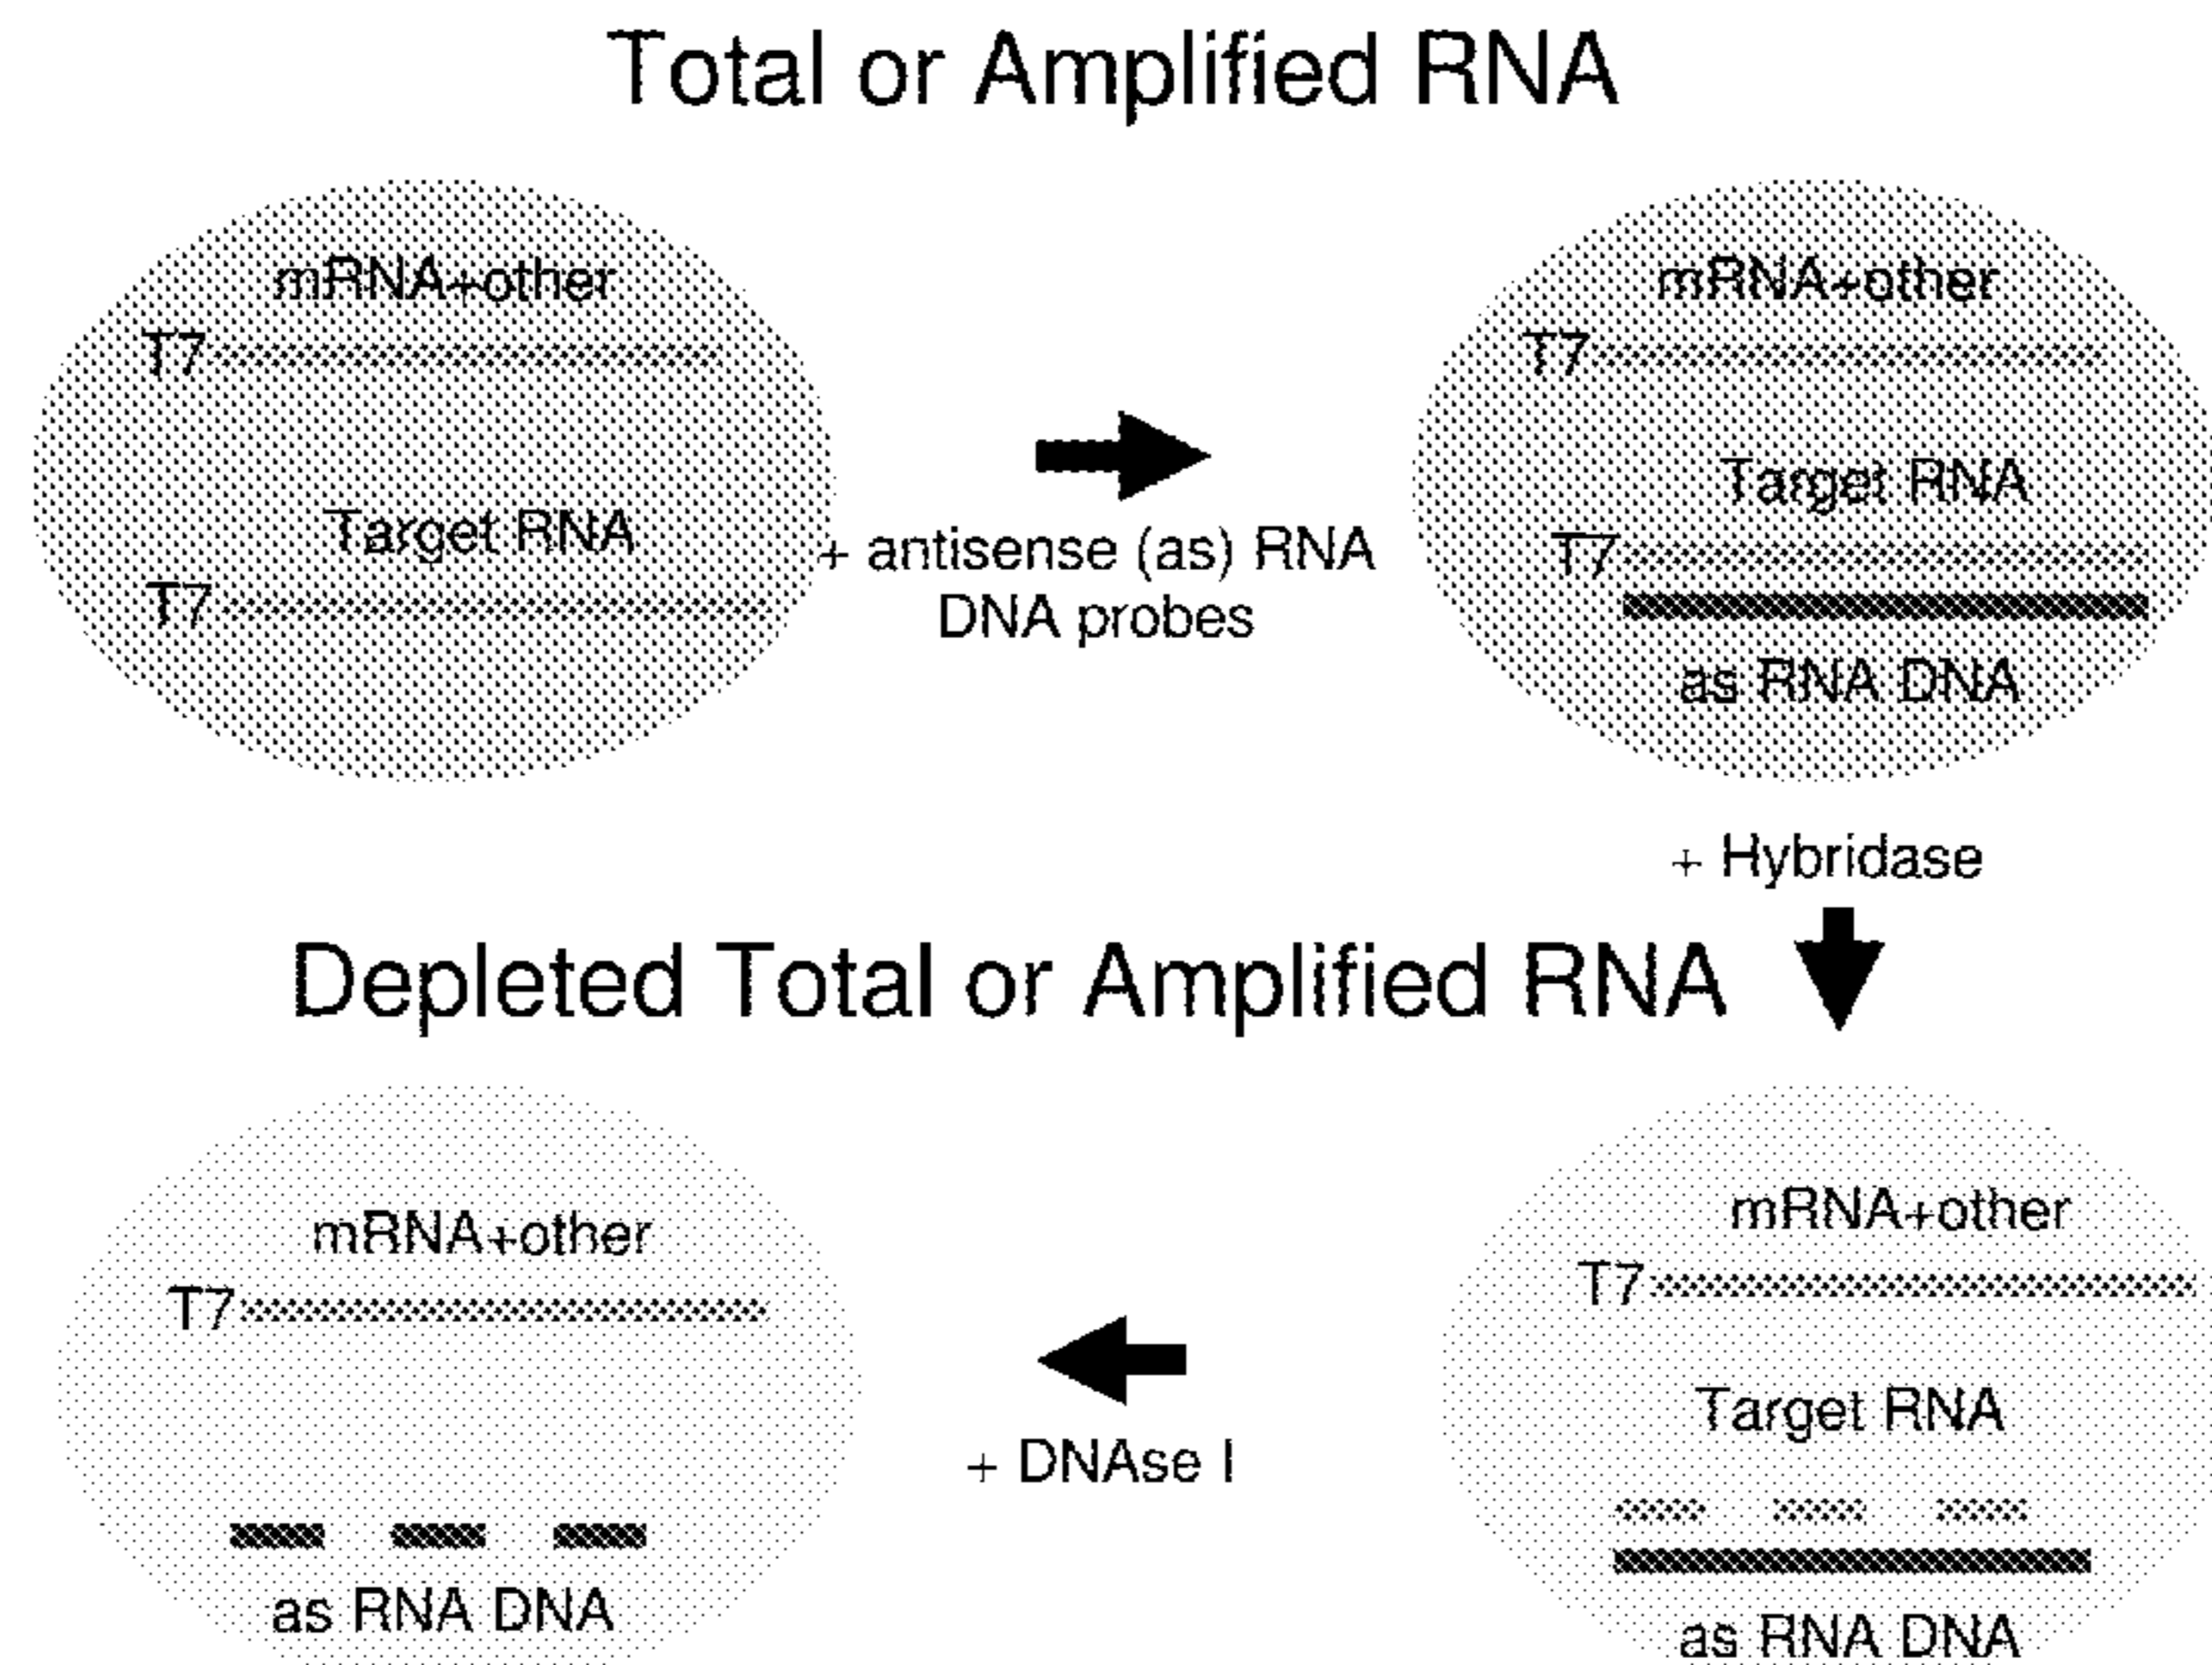 Total or Amplified RNA
mRNA+other
T7
Target RNA
T7
+ antisense (as) RNA
DNA probes
mRNA+other
T7
Target RNA
T7
as RNA DNA
+ Hybridase
Depleted Total or Amplified RNA
mRNA+other
T7
Target RNA
as RNA DNA
+ DNAse I
mRNA+other
T7
as RNA DNA